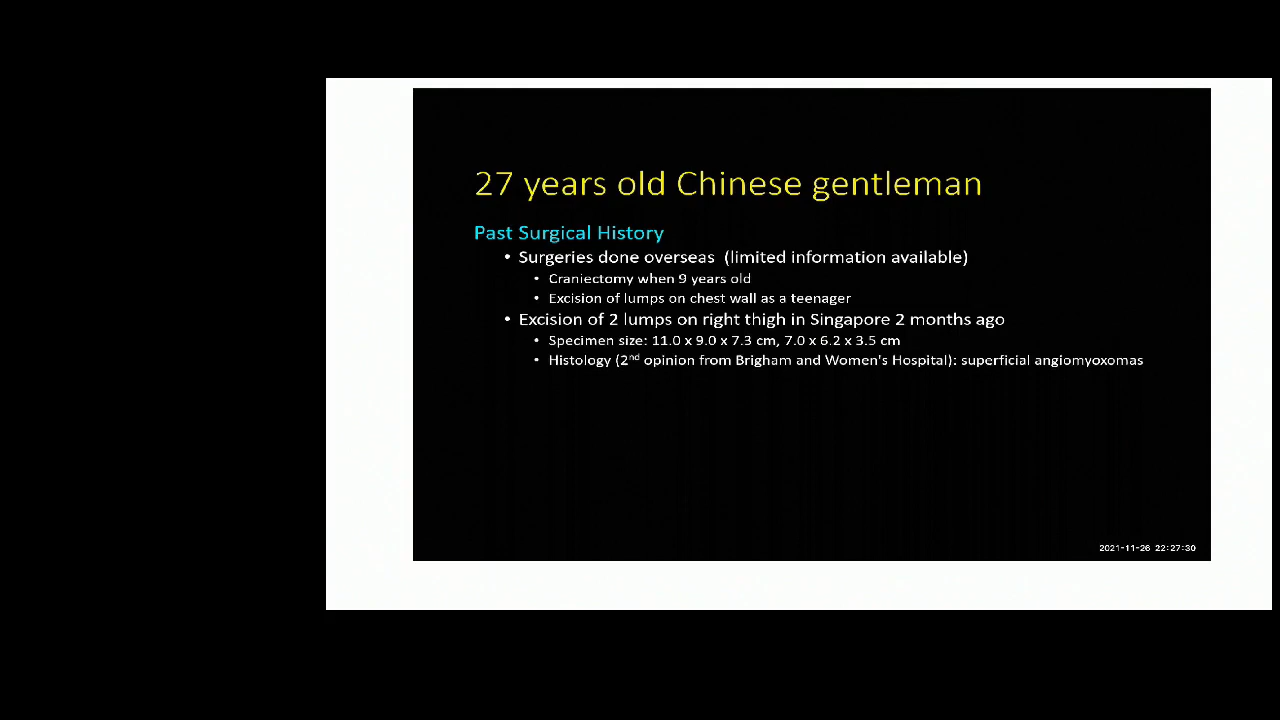 27 years old Chinese gentleman
Past Surgical History
• Surgeries done overseas (limited information available)
• Craniectomy when 9 years old
• Excision of lumps on chest wall as a teenager
• Excision of 2 lumps on right thigh in Singapore 2 months ago
• Specimen size: 11.0 x 9.0 x 7.3 cm, 7.0 x 6.2 x 3.5 cm
• Histology (2nd opinion from Brigham and Women's Hospital): superficial angiomyoxomas
2021-11-26 22:27:30